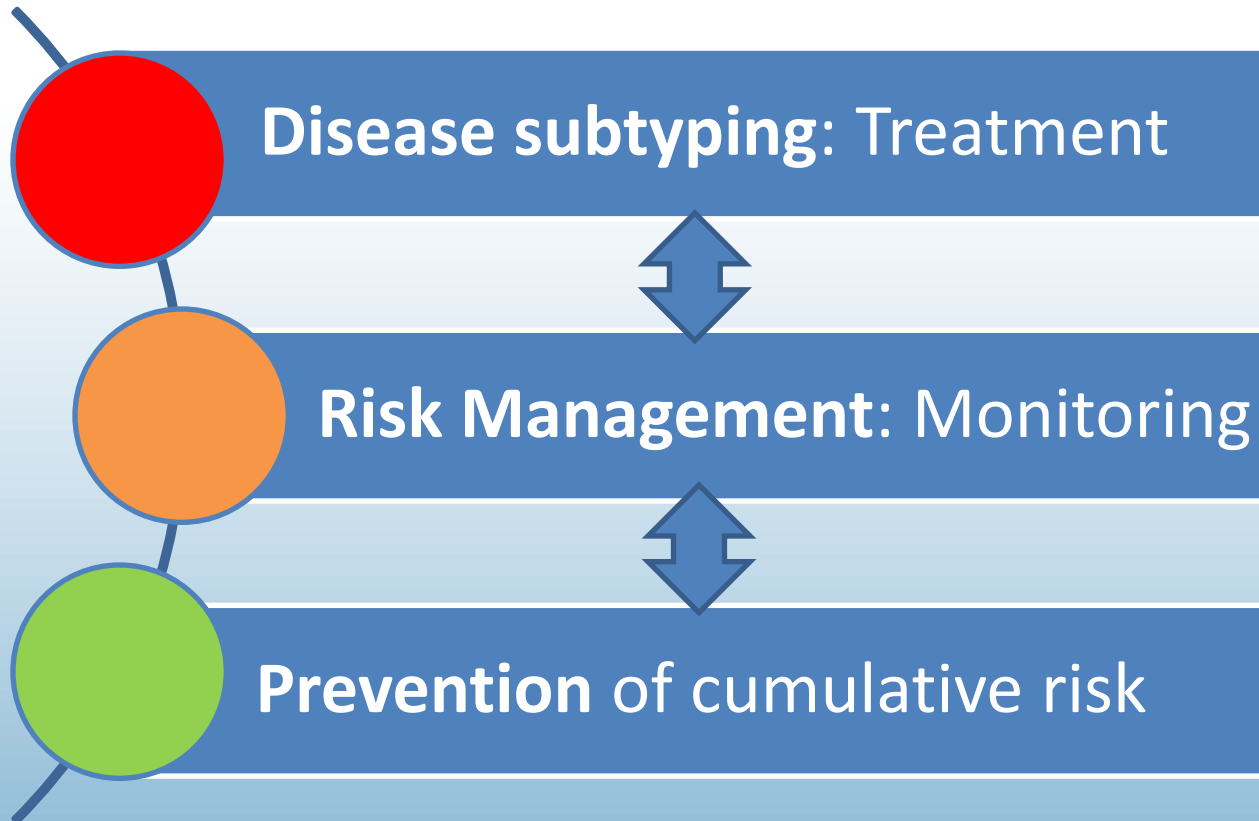 Disease subtyping: Treatment
Risk Management: Monitoring
Prevention of cumulative risk